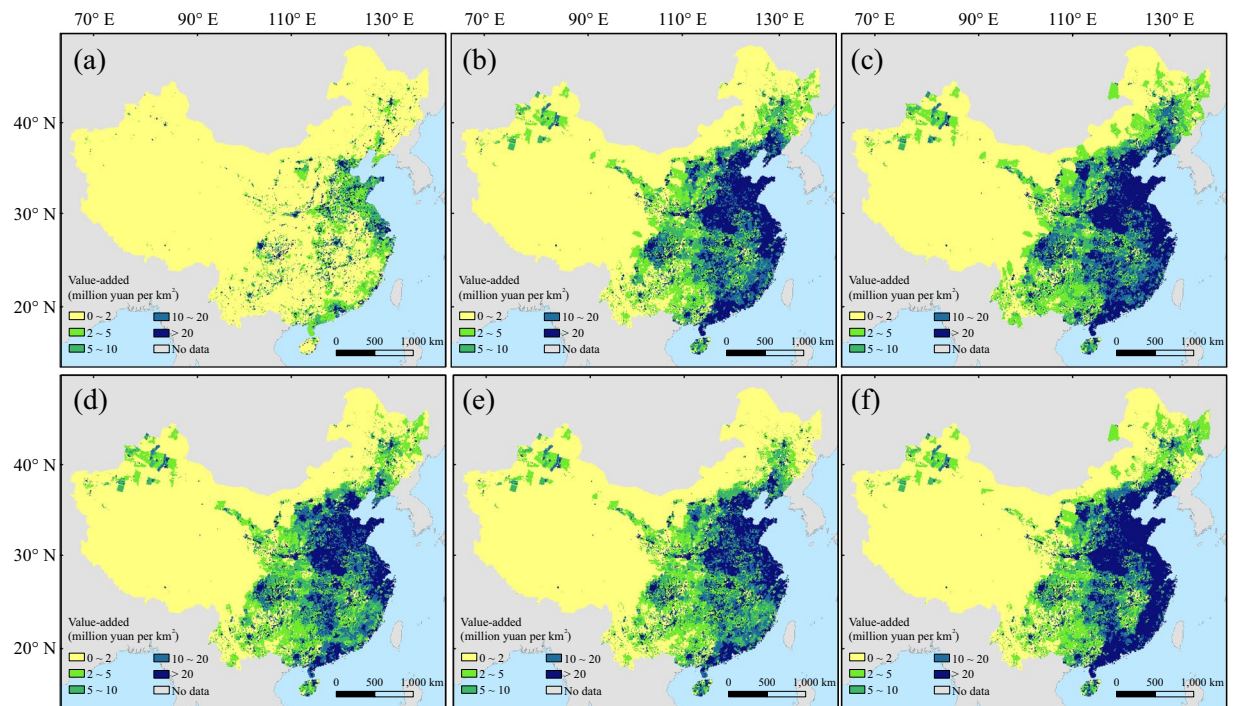 70° E 90° E 110° E 130° E 70° E 90° E 110° E 130° E 70° E 90° E 110° E 130° E
(a) (b) (c)
40° N
30° N
20° N
Value-added
(million yuan per km²)
0 ~ 2 10 ~ 20
2 ~ 5 > 20
5 ~ 10 No data
0 500 1,000 km
Value-added
(million yuan per km²)
0 ~ 2 10 ~ 20
2 ~ 5 > 20
5 ~ 10 No data
0 500 1,000 km
Value-added
(million yuan per km²)
0 ~ 2 10 ~ 20
2 ~ 5 > 20
5 ~ 10 No data
0 500 1,000 km
(d) (e) (f)
40° N
30° N
20° N
Value-added
(million yuan per km²)
0 ~ 2 10 ~ 20
2 ~ 5 > 20
5 ~ 10 No data
0 500 1,000 km
Value-added
(million yuan per km²)
0 ~ 2 10 ~ 20
2 ~ 5 > 20
5 ~ 10 No data
0 500 1,000 km
Value-added
(million yuan per km²)
0 ~ 2 10 ~ 20
2 ~ 5 > 20
5 ~ 10 No data
0 500 1,000 km